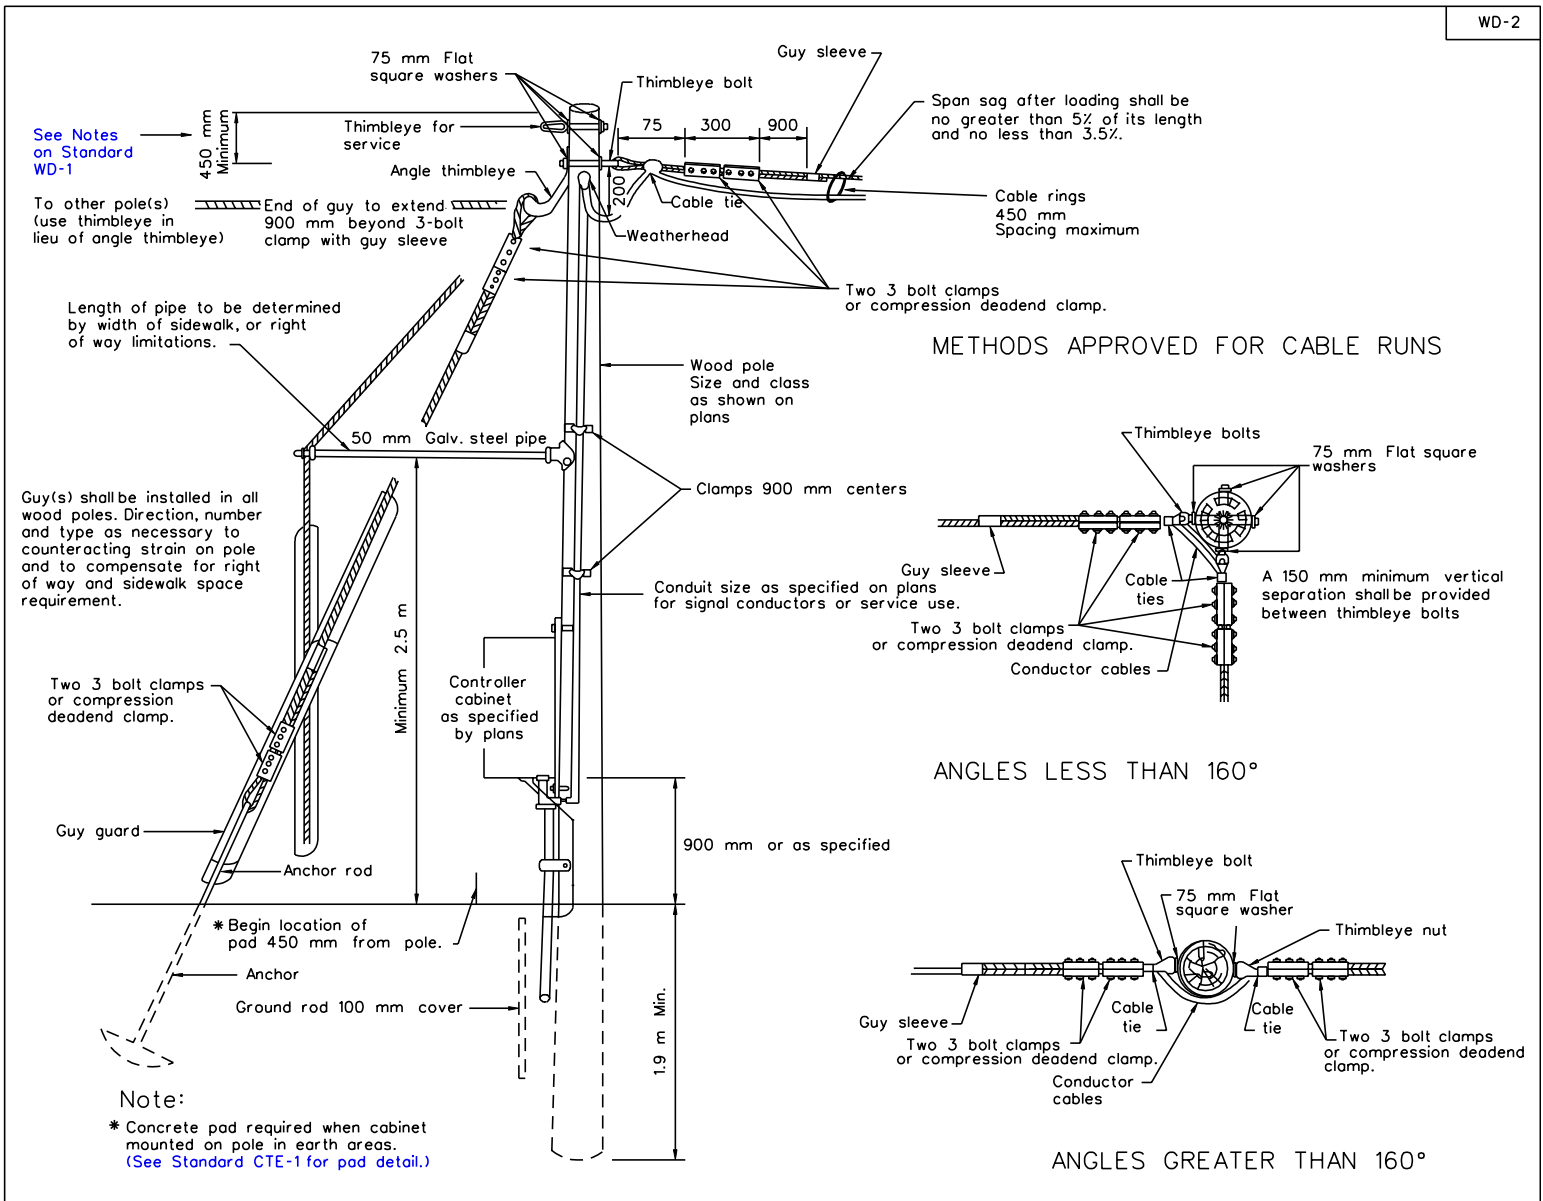 WD-2
75 mm Flat
square washers
Guy sleeve
Thimbleye bolt
Span sag after loading shall be
no greater than 5% of its length
and no less than 3.5%.
See Notes
on Standard
WD-1
450 mm
Minimum
Thimbleye for
service
75
300
900
Angle thimbleye
200
Cable tie
Cable rings
450 mm
Spacing maximum
To other pole(s)
(use thimbleye in
lieu of angle thimbleye)
End of guy to extend
900 mm beyond 3-bolt
clamp with guy sleeve
Weatherhead
Two 3 bolt clamps
or compression deadend clamp.
Length of pipe to be determined
by width of sidewalk, or right
of way limitations.
METHODS APPROVED FOR CABLE RUNS
Wood pole
Size and class
as shown on
plans
50 mm Galv. steel pipe
Thimbleye bolts
75 mm Flat square
washers
Clamps 900 mm centers
Guy(s) shall be installed in all
wood poles. Direction, number
and type as necessary to
counteracting strain on pole
and to compensate for right
of way and sidewalk space
requirement.
Guy sleeve
Cable
ties
A 150 mm minimum vertical
separation shall be provided
between thimbleye bolts
Conduit size as specified on plans
for signal conductors or service use.
Two 3 bolt clamps
or compression deadend clamp.
Conductor cables
Minimum 2.5 m
Two 3 bolt clamps
or compression
deadend clamp.
Controller
cabinet
as specified
by plans
ANGLES LESS THAN 160°
Guy guard
900 mm or as specified
Anchor rod
Thimbleye bolt
75 mm Flat
square washer
Thimbleye nut
* Begin location of
pad 450 mm from pole.
Anchor
Ground rod 100 mm cover
1.9 m Min.
Guy sleeve
Cable
tie
Cable
tie
Two 3 bolt clamps
or compression deadend clamp.
Two 3 bolt clamps
or compression deadend
clamp.
Conductor
cables
Note:
* Concrete pad required when cabinet
mounted on pole in earth areas.
(See Standard CTE-1 for pad detail.)
ANGLES GREATER THAN 160°